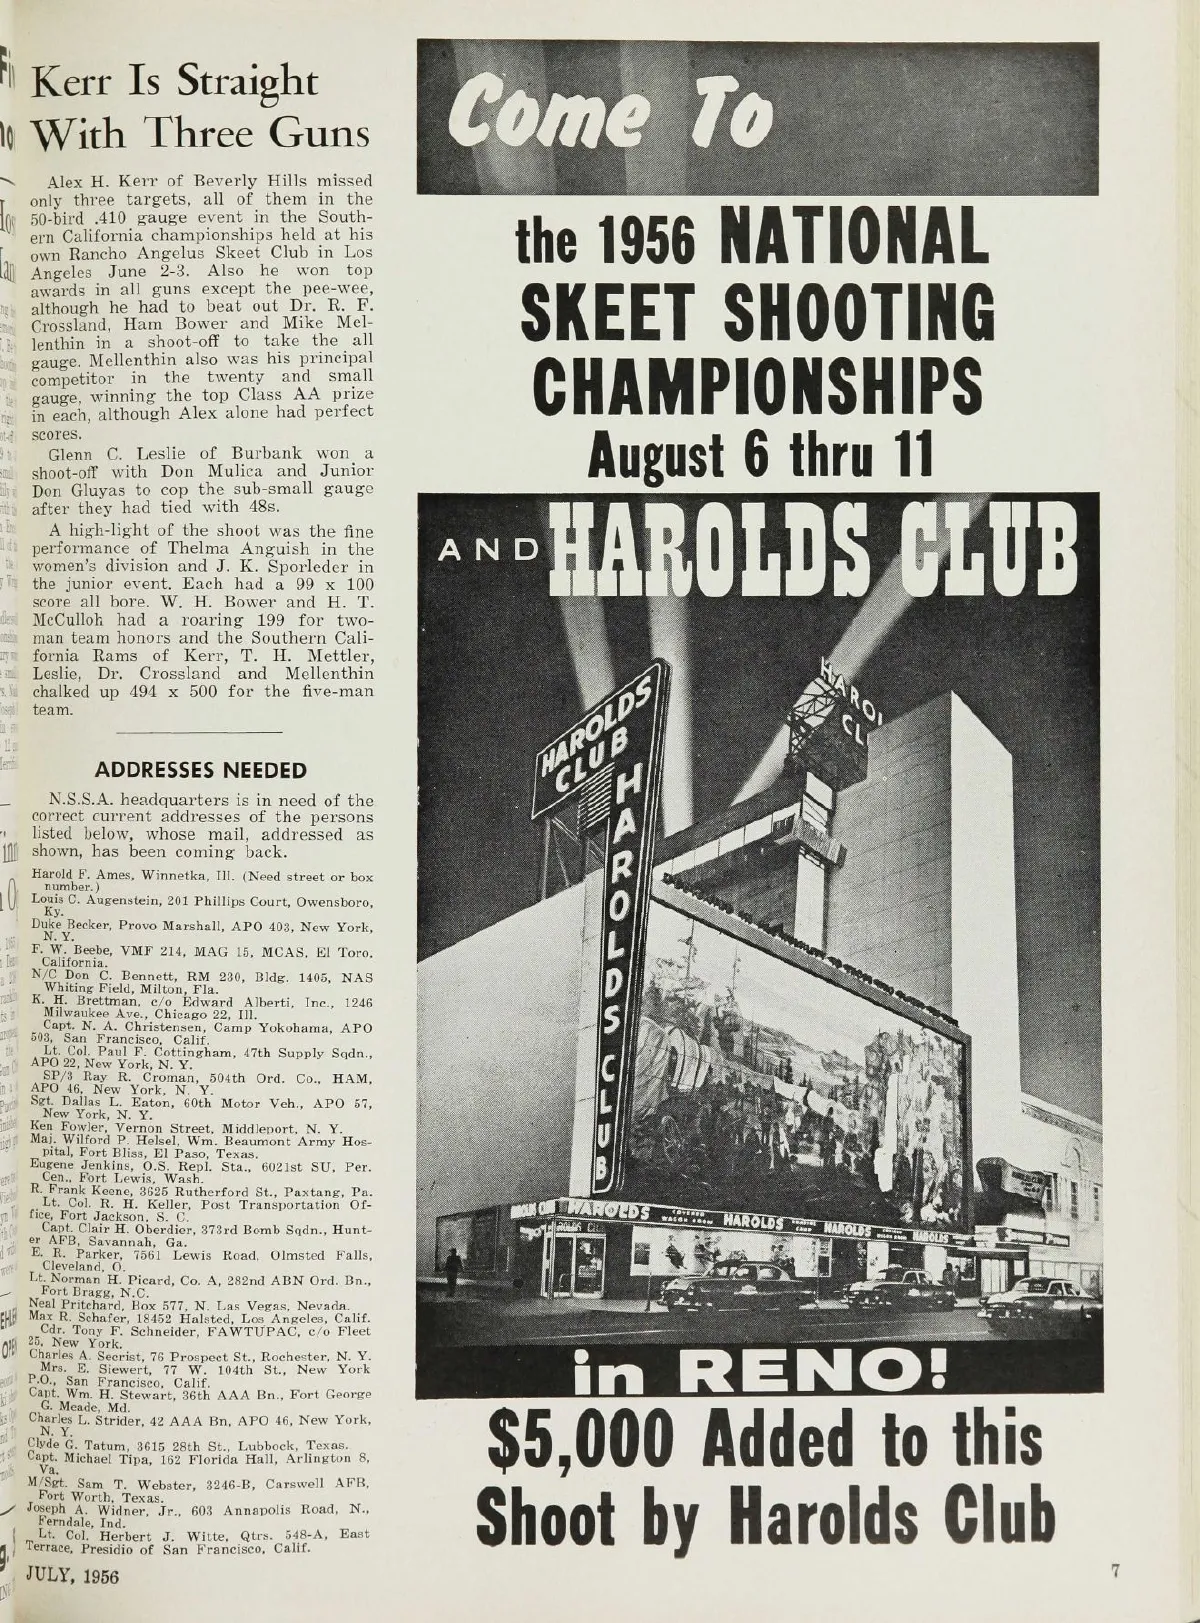 Kerr Is Straight
With Three Guns
Alex H. Kerr of Beverly Hills missed
only three targets, all of them in the
50-bird .410 gauge event in the South-
ern California championships held at his
own Rancho Angelus Skeet Club in Los
Angeles June 2-3. Also he won top
awards in all guns except the pee-wee,
although he had to beat out Dr. R. F.
Crossland, Ham Bower and Mike Mel-
lenthin in a shoot-off to take the all
gauge. Mellenthin also was his principal
competitor in the twenty and small
gauge, winning the top Class AA prize
in each, although Alex alone had perfect
scores.
Glenn C. Leslie of Burbank won a
shoot-off with Don Mulica and Junior
Don Gluyas to cop the sub-small gauge
after they had tied with 48s.
A high-light of the shoot was the fine
performance of Thelma Anguish in the
women's division and J. K. Sporleder in
the junior event. Each had a 99 x 100
score all bore. W. H. Bower and H. T.
McCulloh had a roaring 199 for two-
man team honors and the Southern Cali-
fornia Rams of Kerr, T. H. Mettler,
Leslie, Dr. Crossland and Mellenthin
chalked up 494 x 500 for the five-man
team.
ADDRESSES NEEDED
N.S.S.A. headquarters is in need of the
correct current addresses of the persons
listed below, whose mail, addressed as
shown, has been coming back.
Harold F. Ames, Winnetka, Ill. (Need street or box
number.)
Louis C. Augenstein, 201 Phillips Court, Owensboro,
Ky.
Duke Becker, Provo Marshall, APO 403, New York,
N. Y.
F. W. Beebe, VMF 214, MAG 15, MCAS, El Toro,
California.
N/C Don C. Bennett, RM 230, Bldg. 1405, NAS
Whiting Field, Milton, Fla.
K. H. Brettman, c/o Edward Alberti, Inc., 1246
Milwaukee Ave., Chicago 22, Ill.
Capt. N. A. Christensen, Camp Yokohama, APO
503, San Francisco, Calif.
Lt. Col. Paul F. Cottingham, 47th Supply Sqdn.,
APO 22, New York, N. Y.
SP/3 Ray R. Croman, 504th Ord. Co., HAM,
APO 46, New York, N. Y.
Sgt. Dallas L. Eaton, 60th Motor Veh., APO 57,
New York, N. Y.
Ken Fowler, Vernon Street, Middleport, N. Y.
Maj. Wilford P. Helsel, Wm. Beaumont Army Hos-
pital, Fort Bliss, El Paso, Texas.
Eugene Jenkins, O.S. Repl. Sta., 6021st SU, Per.
Cen., Fort Lewis, Wash.
R. Frank Keene, 3625 Rutherford St., Paxtang, Pa.
Lt. Col. R. H. Keller, Post Transportation Of-
fice, Fort Jackson, S. C.
Capt. Clair H. Oberdier, 373rd Bomb Sqdn., Hunt-
er AFB, Savannah, Ga.
E. R. Parker, 7561 Lewis Road, Olmsted Falls,
Cleveland, O.
Lt. Norman H. Picard, Co. A, 282nd ABN Ord. Bn.,
Fort Bragg, N.C.
Neal Pritchard, Box 577, N. Las Vegas, Nevada.
Max R. Schafer, 18452 Halsted, Los Angeles, Calif.
Cdr. Tony F. Schneider, FAWTUPAC, c/o Fleet
25, New York.
Charles A. Secrist, 76 Prospect St., Rochester, N. Y.
Mrs. E. Siewert, 77 W. 104th St., New York
P.O., San Francisco, Calif.
Capt. Wm. H. Stewart, 36th AAA Bn., Fort George
G. Meade, Md.
Charles L. Strider, 42 AAA Bn, APO 46, New York,
N. Y.
Clyde G. Tatum, 3615 28th St., Lubbock, Texas.
Capt. Michael Tipa, 162 Florida Hall, Arlington 8,
Va.
M/Sgt. Sam T. Webster, 3246-B, Carswell AFB,
Fort Worth, Texas.
Joseph A. Widner, Jr., 603 Annapolis Road, N.,
Ferndale, Ind.
Lt. Col. Herbert J. Witte, Qtrs. 548-A, East
Terrace, Presidio of San Francisco, Calif.
JULY, 1956
Come To
the 1956 NATIONAL
SKEET SHOOTING
CHAMPIONSHIPS
August 6 thru 11
AND HAROLDS CLUB
HAROLDS
CLUB
HAROLDS CLUB
HAROL
CL
HAROLDS
HAROLDS
HAROLDS
HAROLDS
in RENO!
$5,000 Added to this
Shoot by Harolds Club
7